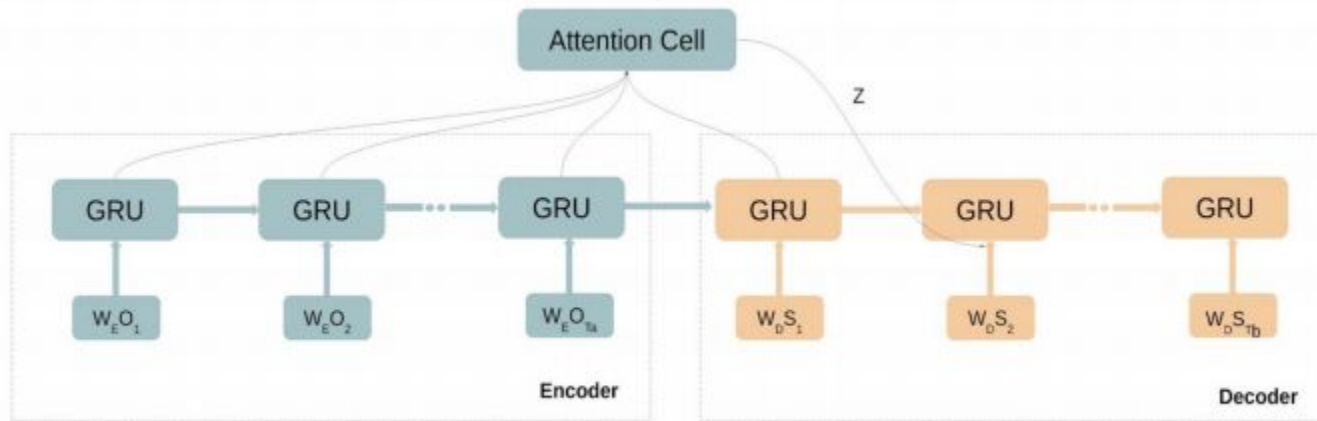 Attention Cell
Z
GRU GRU GRU GRU GRU GRU
W_EO_1 W_EO_2 W_EO_Ta W_DS_1 W_DS_2 W_DS_Tb
Encoder Decoder